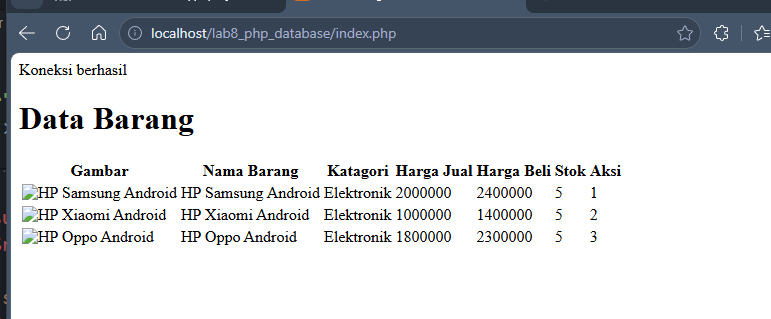 localhost/lab8_php_database/index.php
Koneksi berhasil
Data Barang
Gambar Nama Barang Katagori Harga Jual Harga Beli Stok Aksi
HP Samsung Android HP Samsung Android Elektronik 2000000 2400000 5 1
HP Xiaomi Android HP Xiaomi Android Elektronik 1000000 1400000 5 2
HP Oppo Android HP Oppo Android Elektronik 1800000 2300000 5 3